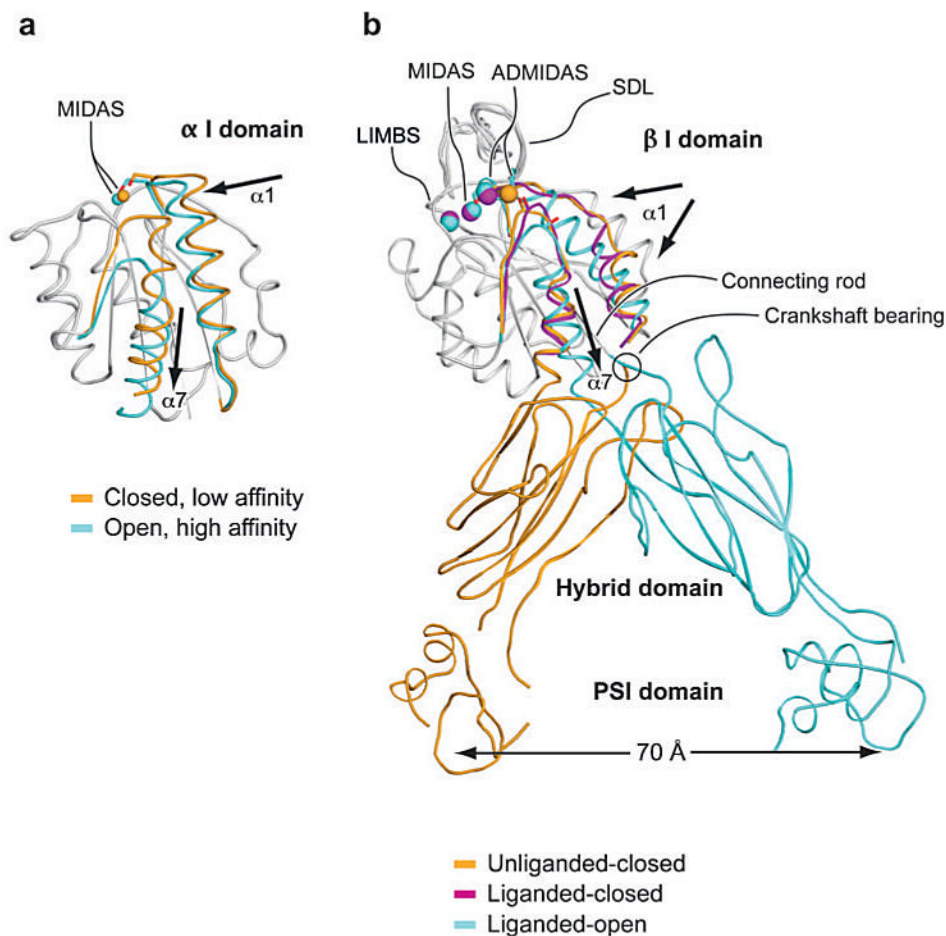 a
MIDAS
α I domain
α1
α7
Closed, low affinity
Open, high affinity
b
MIDAS
ADMIDAS
SDL
LIMBS
β I domain
α1
Connecting rod
Crankshaft bearing
α7
Hybrid domain
PSI domain
70 Å
Unliganded-closed
Liganded-closed
Liganded-open